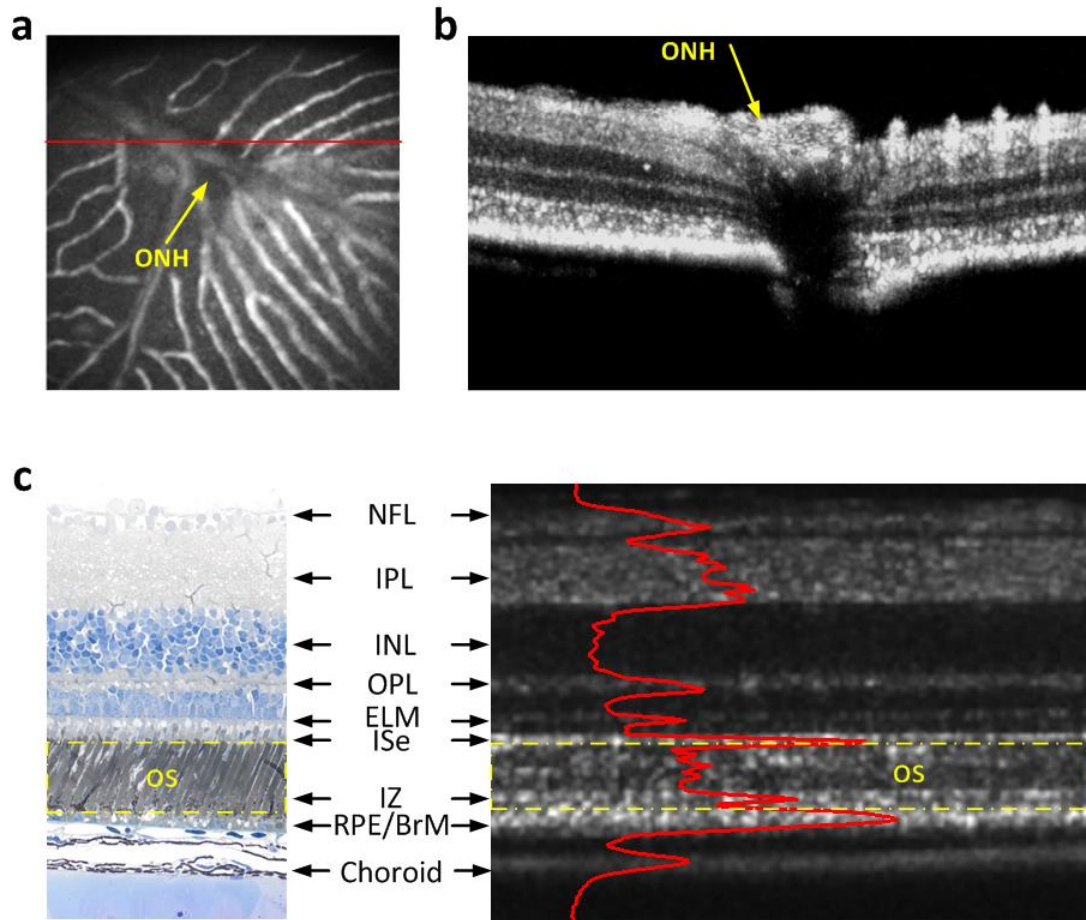 a
b
ONH
ONH
c
NFL
IPL
INL
OPL
ELM
ISe
OS
OS
IZ
RPE/BrM
Choroid